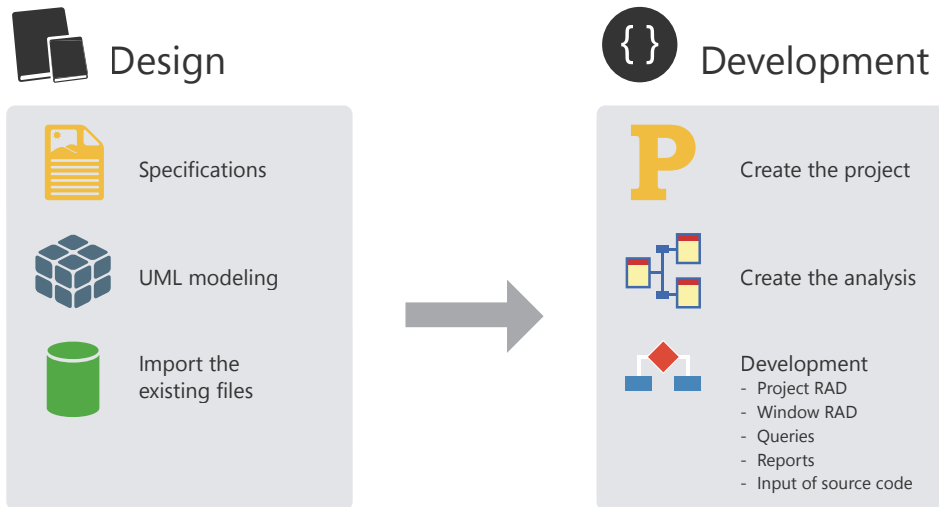 Design
Specifications
UML modeling
Import the
existing files
{ }
Development
P
Create the project
Create the analysis
Development
- Project RAD
- Window RAD
- Queries
- Reports
- Input of source code